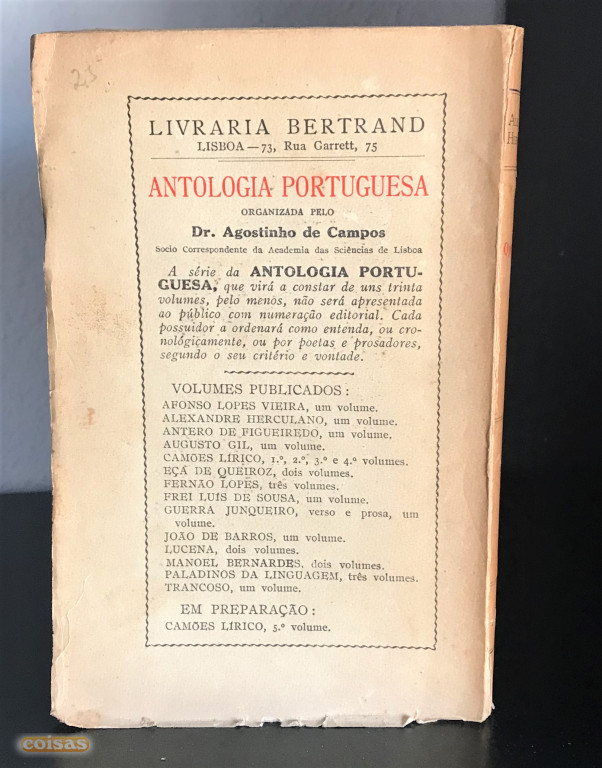 23
LIVRARIA BERTRAND
LISBOA — 73, Rua Garrett, 75
ANTOLOGIA PORTUGUESA
ORGANIZADA PELO
Dr. Agostinho de Campos
Socio Correspondente da Academia das Sciências de Lisboa
A série da ANTOLOGIA PORTU-
GUESA, que virá a constar de uns trinta
volumes, pelo menos, não será apresentada
ao público com numeração editorial. Cada
possuidor a ordenará como entenda, ou cro-
nológicamente, ou por poetas e prosadores,
segundo o seu critério e vontade.
VOLUMES PUBLICADOS:
AFONSO LOPES VIEIRA, um volume.
ALEXANDRE HERCULANO, um volume.
ANTERO DE FIGUEIREDO, um volume.
AUGUSTO GIL, um volume.
CAMÕES LÍRICO, 1.º, 2.º, 3.º e 4.º volumes.
EÇA DE QUEIROZ, dois volumes.
FERNÃO LOPES, três volumes.
FREI LUIS DE SOUSA, um volume.
GUERRA JUNQUEIRO, verso e prosa, um
volume.
JOÃO DE BARROS, um volume.
LUCENA, dois volumes.
MANOEL BERNARDES, dois volumes.
PALADINOS DA LINGUAGEM, três volumes.
TRANCOSO, um volume.
EM PREPARAÇÃO:
CAMÕES LÍRICO, 5.º volume.
coisas